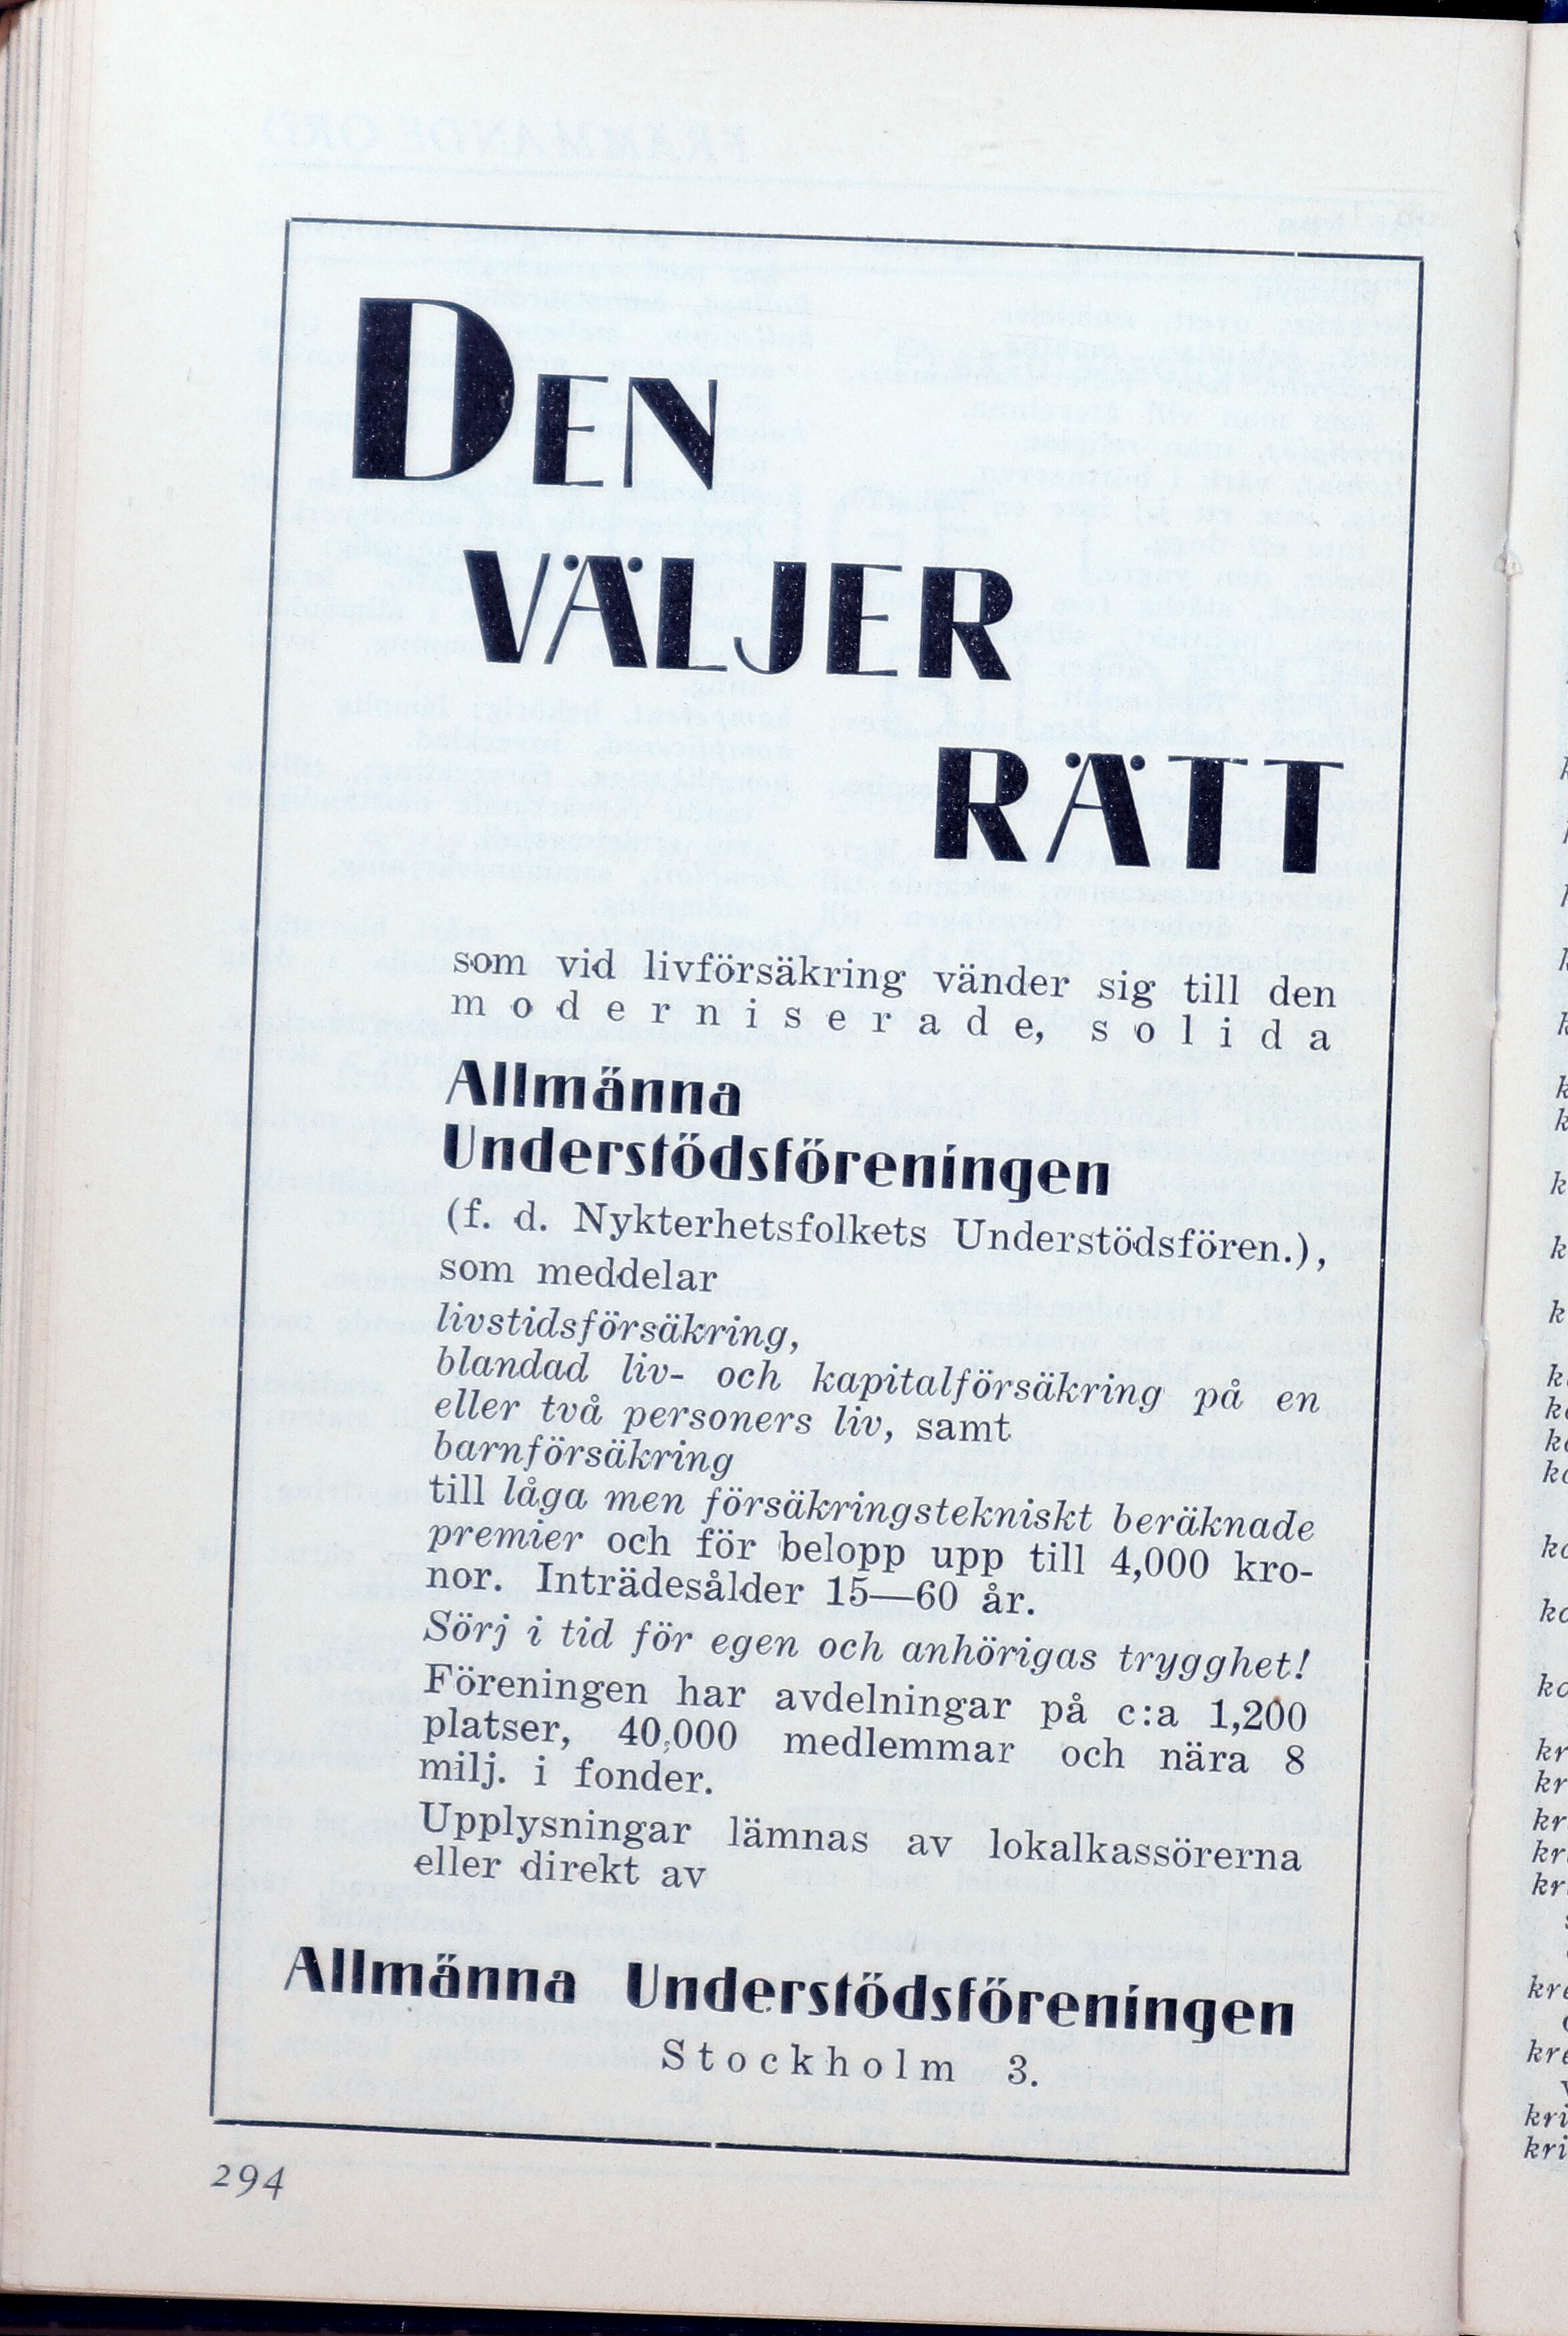 DEN
VÄLJER
RÄTT
som vid livförsäkring vänder sig till den
moderniserade, solida
Allmänna
Understödsföreningen
(f. d. Nykterhetsfolkets Understödsfören.),
som meddelar
livstidsförsäkring,
blandad liv- och kapitalförsäkring på en
eller två personers liv, samt
barnförsäkring
till låga men försäkringstekniskt beräknade
premier och för belopp upp till 4,000 kro-
nor. Inträdesålder 15—60 år.
Sörj i tid för egen och anhörigas trygghet!
Föreningen har avdelningar på c:a 1,200
platser, 40,000 medlemmar och nära 8
milj. i fonder.
Upplysningar lämnas av lokalkassörerna
eller direkt av
Allmänna Understödsföreningen
Stockholm 3.
294